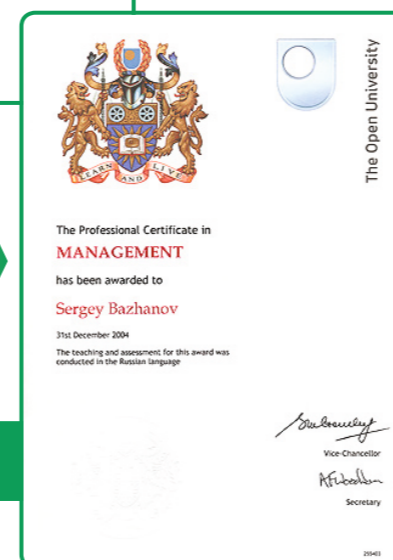 The Open University
LEARN AND LIVE
The Professional Certificate in
MANAGEMENT
has been awarded to
Sergey Bazhanov
31st December 2004
The teaching and assessment for this award was
conducted in the Russian language
Vice-Chancellor
Secretary